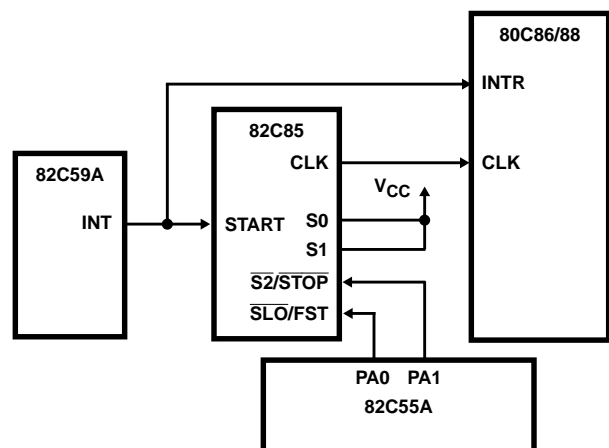 80C86/88
INTR
CLK
82C85
CLK
START
S0
S1
S2/STOP
SLO/FST
VCC
82C59A
INT
PA0 PA1
82C55A